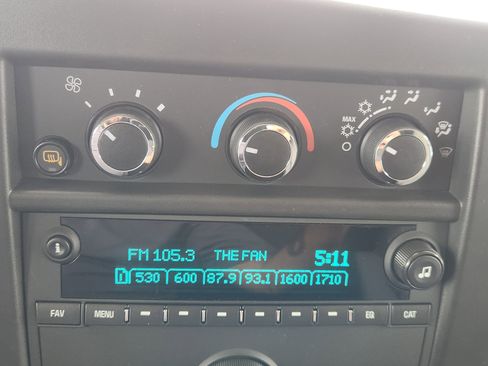 MAX
i
FM 105.3 THE FAN 5:11
1 530 600 87.9 93.1 1600 1710
FAV MENU EQ CAT